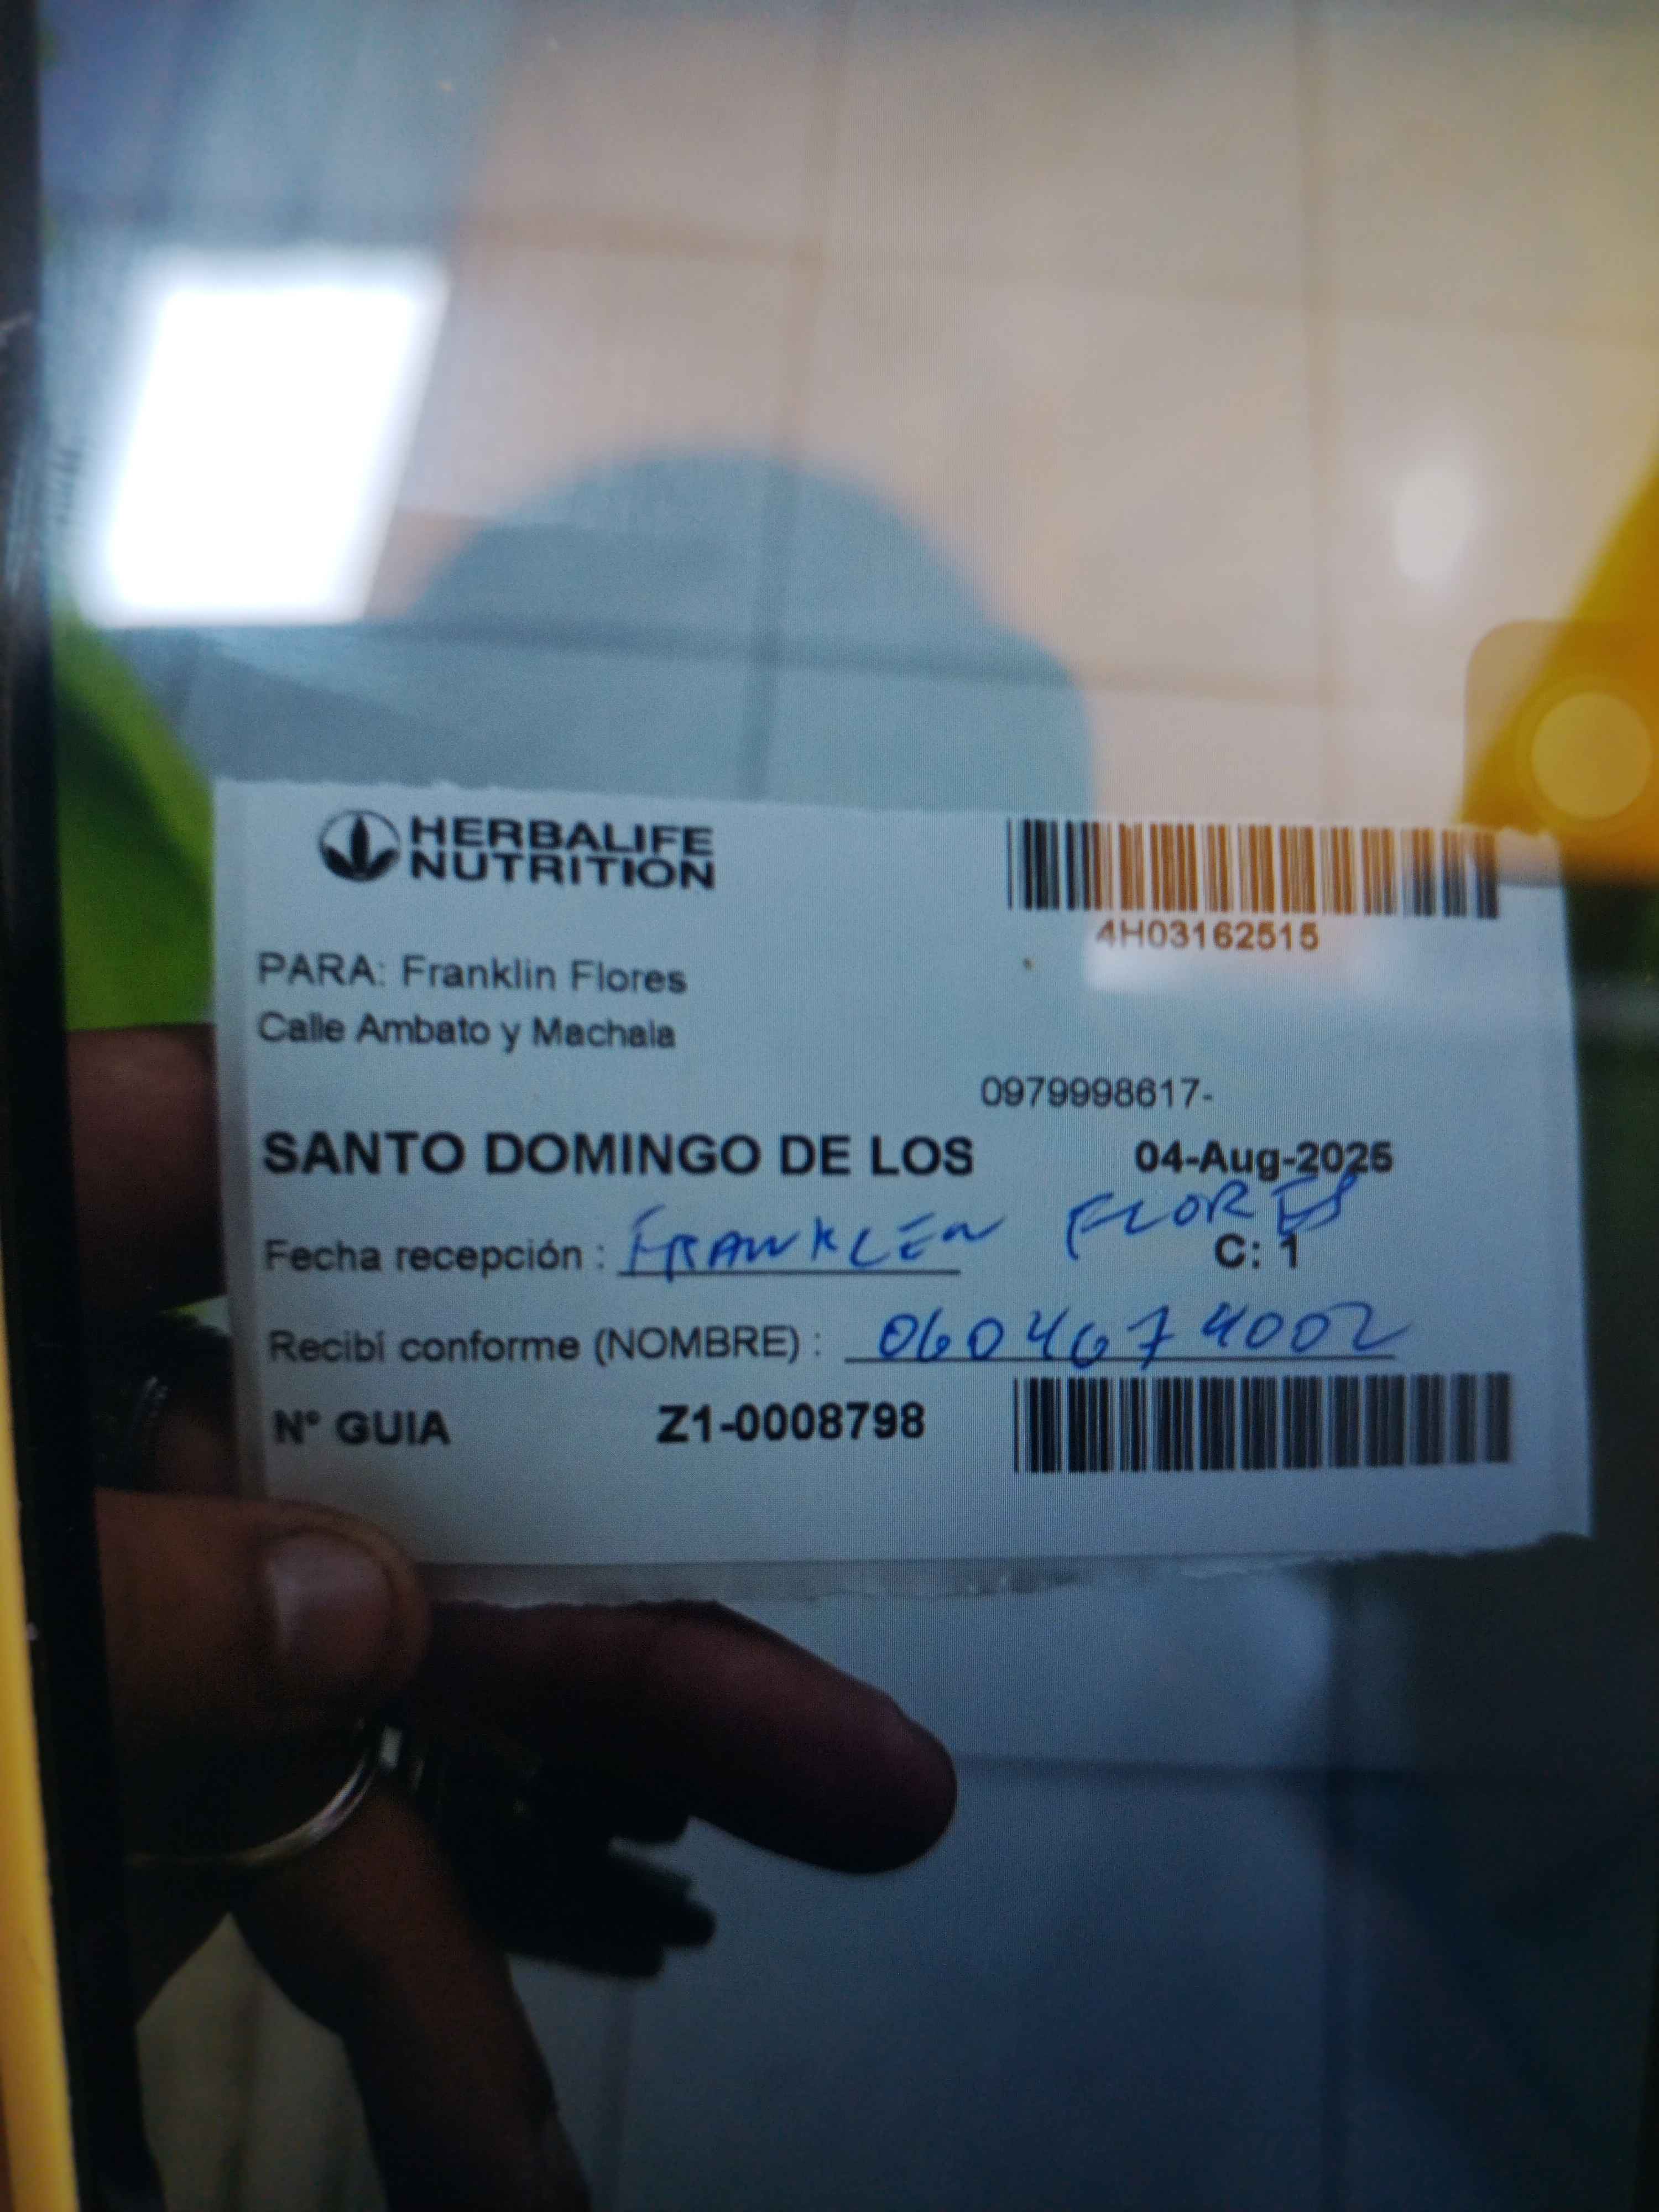 HERBALIFE
NUTRITION
4H03162515
PARA: Franklin Flores
Calle Ambato y Machala
0979998617-
SANTO DOMINGO DE LOS 04-Aug-2025
Fecha recepción : FRANKLEN FLORES
C: 1
Recibí conforme (NOMBRE) : 0604674002
N° GUIA Z1-0008798